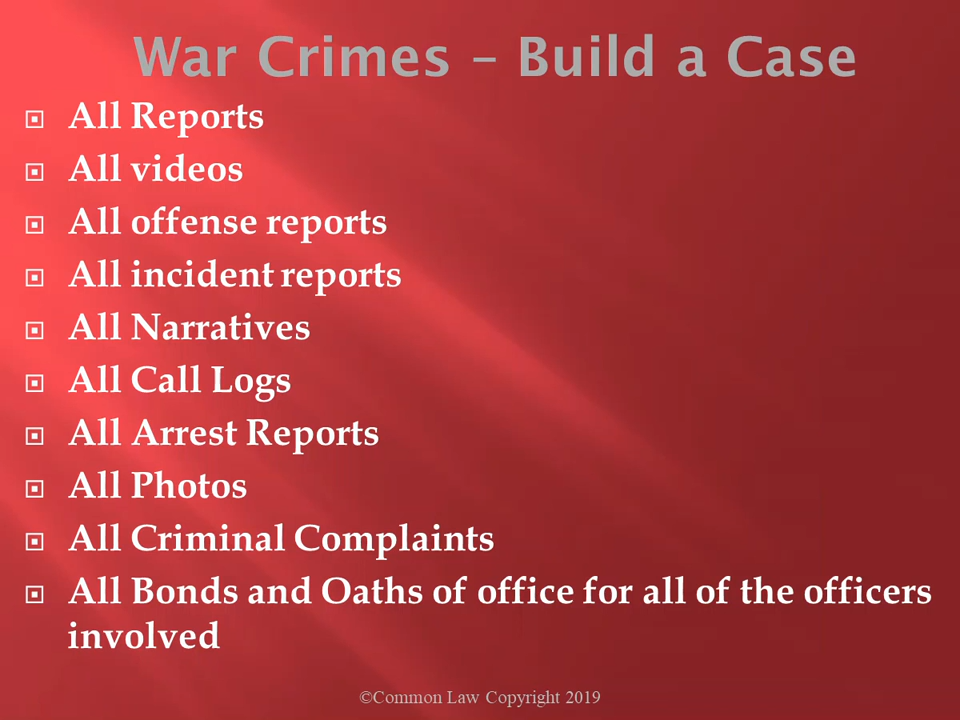 War Crimes – Build a Case
All Reports
All videos
All offense reports
All incident reports
All Narratives
All Call Logs
All Arrest Reports
All Photos
All Criminal Complaints
All Bonds and Oaths of office for all of the officers
involved
©Common Law Copyright 2019